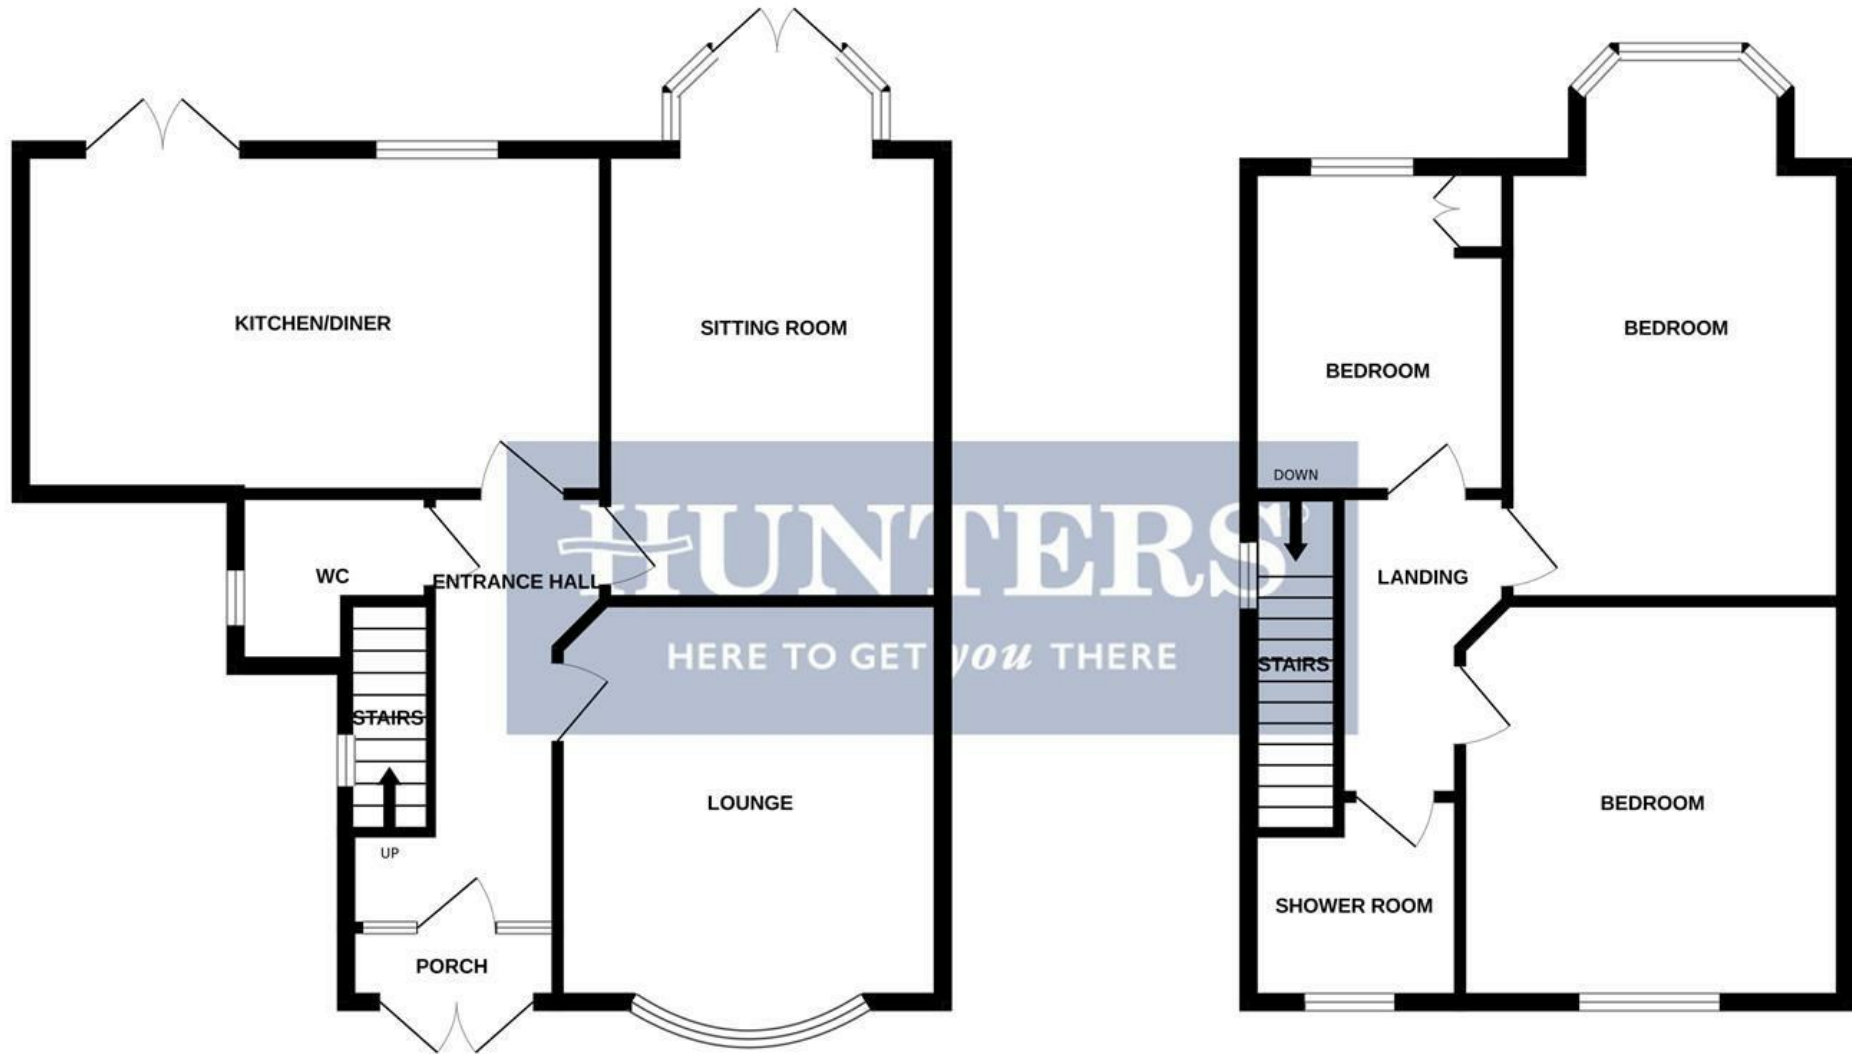 KITCHEN/DINER
SITTING ROOM
WC
ENTRANCE HALL
STAIRS
LOUNGE
UP
PORCH
BEDROOM
BEDROOM
DOWN
LANDING
STAIRS
BEDROOM
SHOWER ROOM
HUNTERS®
HERE TO GET you THERE